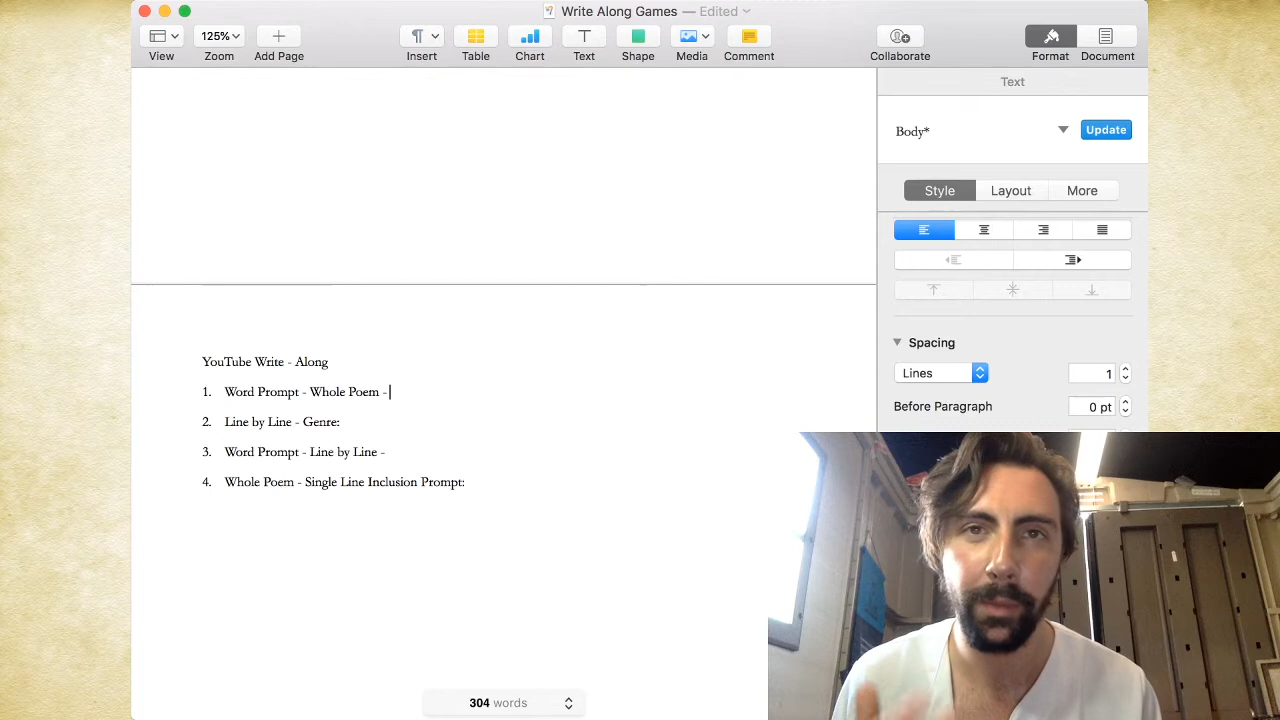 Write Along Games — Edited
View
125%
Zoom
Add Page
Insert
Table
Chart
Text
Shape
Media
Comment
Collaborate
Format
Document
Text
Body*
Update
Style
Layout
More
Spacing
Lines
1
Before Paragraph
0 pt
YouTube Write - Along
1. Word Prompt - Whole Poem -
2. Line by Line - Genre:
3. Word Prompt - Line by Line -
4. Whole Poem - Single Line Inclusion Prompt:
304 words